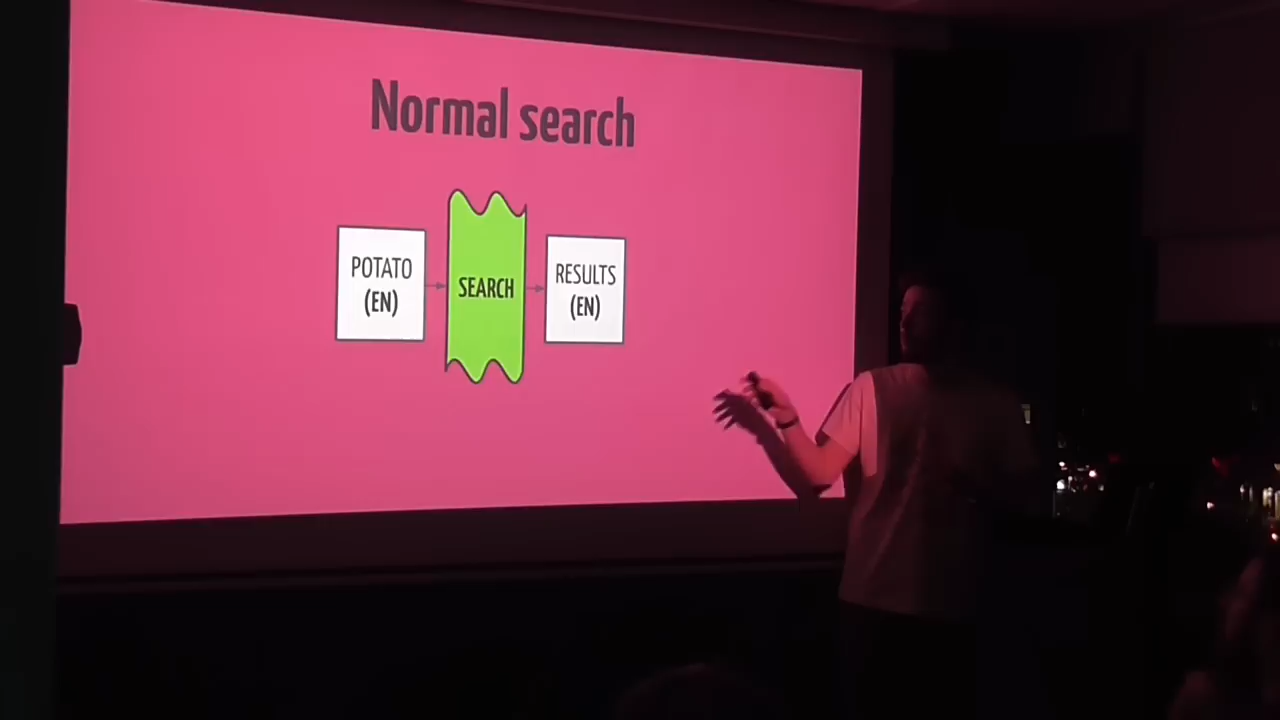 Normal search
POTATO
(EN)
SEARCH
RESULTS
(EN)